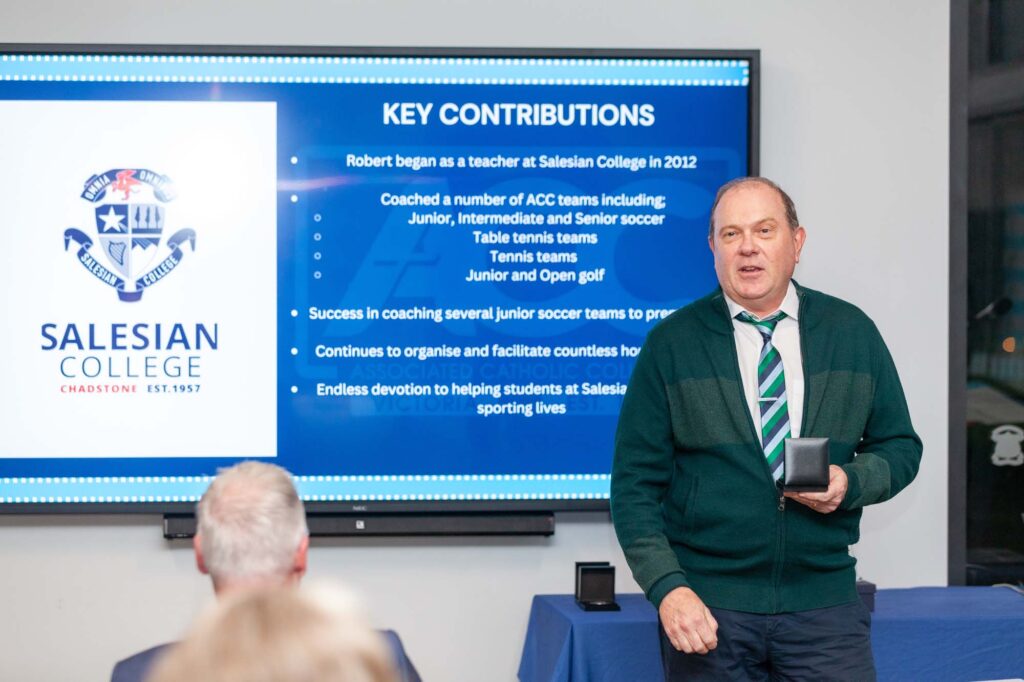 OMNIA OMNIBUS
SALESIAN COLLEGE
SALESIAN
COLLEGE
CHADSTONE EST.1957
KEY CONTRIBUTIONS
Robert began as a teacher at Salesian College in 2012
Coached a number of ACC teams including;
Junior, Intermediate and Senior soccer
Table tennis teams
Tennis teams
Junior and Open golf
Success in coaching several junior soccer teams to
Continues to organise and facilitate countless
Endless devotion to helping students at
sporting lives
ACC
ASSOCIATED CATHOLIC
VICTORIA EST.
NEC